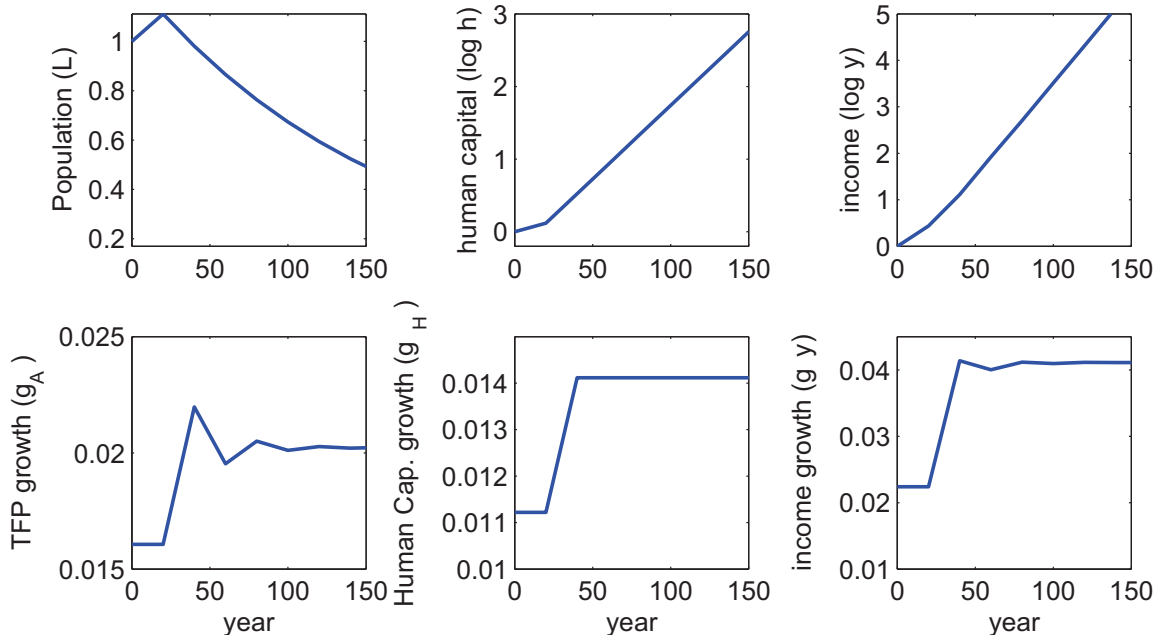 Population (L)
1
0.8
0.6
0.4
0.2
0 50 100 150
human capital (log h)
3
2
1
0
0 50 100 150
income (log y)
5
4
3
2
1
0
0 50 100 150
TFP growth (g_A)
0.025
0.02
0.015
0 50 100 150
year
Human Cap. growth (g_H)
0.014
0.013
0.012
0.011
0.01
0 50 100 150
year
income growth (g y)
0.04
0.03
0.02
0.01
0 50 100 150
year